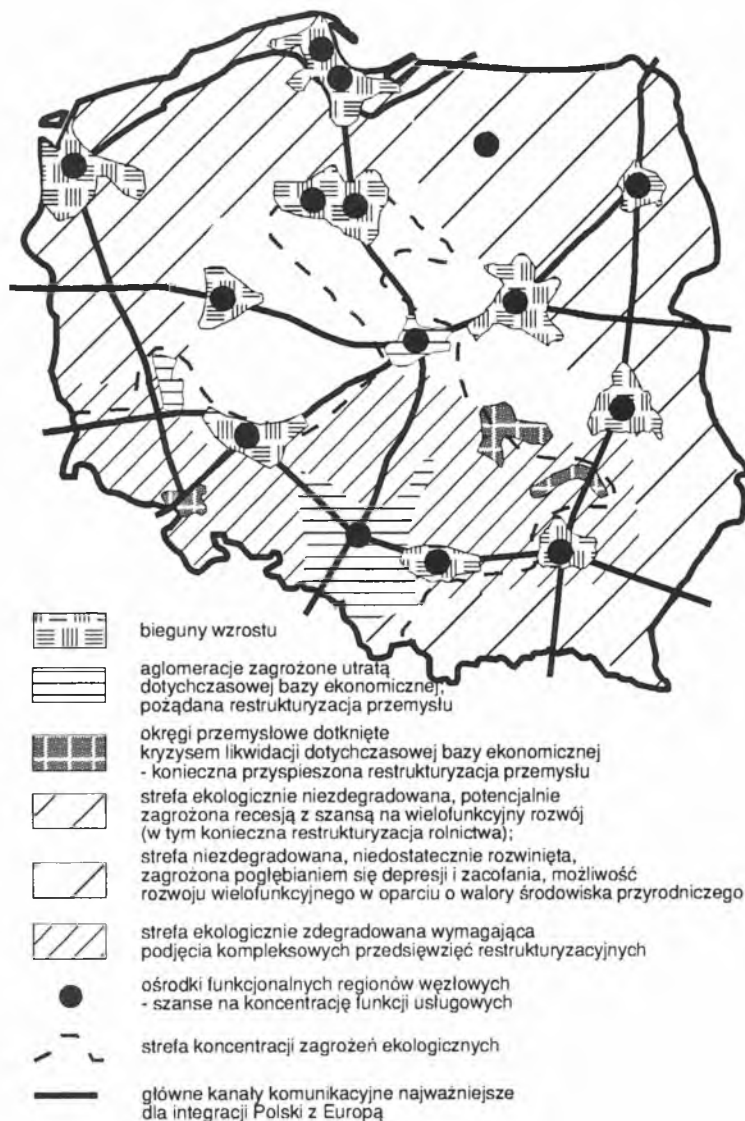 bieguny wzrostu
aglomeracje zagrożone utratą
dotychczasowej bazy ekonomicznej;
pożądana restrukturyzacja przemysłu
okręgi przemysłowe dotknięte
kryzysem likwidacji dotychczasowej bazy ekonomicznej
- konieczna przyspieszona restrukturyzacja przemysłu
strefa ekologicznie niezdegradowana, potencjalnie
zagrożona recesją z szansą na wielofunkcyjny rozwój
(w tym konieczna restrukturyzacja rolnictwa);
strefa niezdegradowana, niedostatecznie rozwinięta,
zagrożona pogłębianiem się depresji i zacofania, możliwość
rozwoju wielofunkcyjnego w oparciu o walory środowiska przyrodniczego
strefa ekologicznie zdegradowana wymagająca
podjęcia kompleksowych przedsięwzięć restrukturyzacyjnych
ośrodki funkcjonalnych regionów węzłowych
- szanse na koncentrację funkcji usługowych
strefa koncentracji zagrożeń ekologicznych
główne kanały komunikacyjne najważniejsze
dla integracji Polski z Europą